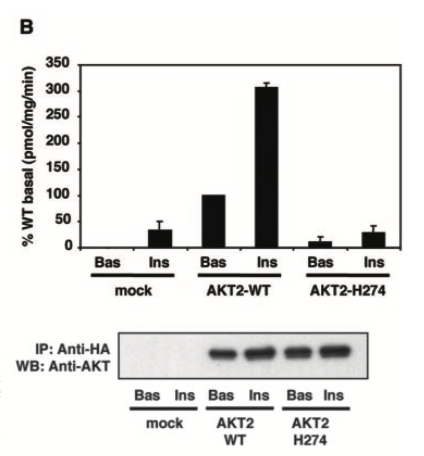 B
% WT basal (pmol/mg/min)
350
300
250
200
150
100
50
0
Bas Ins Bas Ins Bas Ins
mock AKT2-WT AKT2-H274
IP: Anti-HA
WB: Anti-AKT
Bas Ins Bas Ins Bas Ins
mock AKT2 AKT2
WT H274